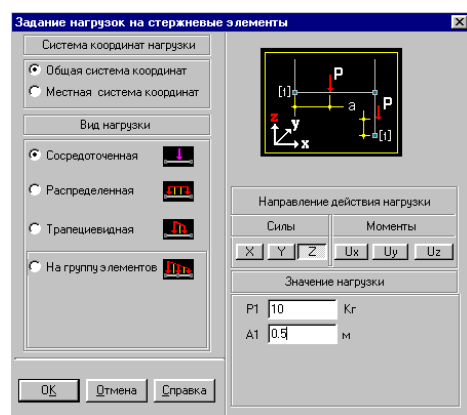 Задание нагрузок на стержневые элементы
Система координат нагрузки
Общая система координат
Местная система координат
Вид нагрузки
Сосредоточенная
Распределенная
Трапециевидная
На группу элементов
OK
Отмена
Справка
P
[1]
a
P
z
y
x
[1]
Направление действия нагрузки
Силы Моменты
X Y Z Ux Uy Uz
Значение нагрузки
P1 10 Кг
A1 0.5 м